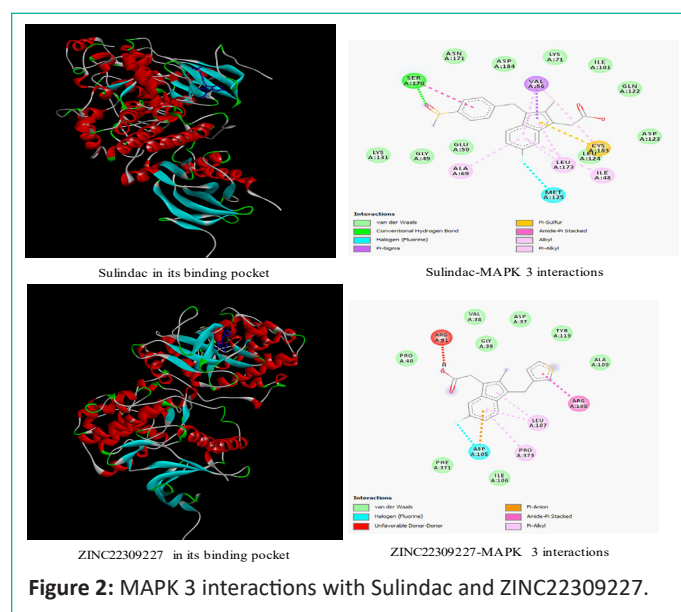 SER
A:170
ASN
A:171
ASP
A:184
VAL
A:56
LYS
A:71
ILE
A:101
GLN
A:122
ASP
A:123
LYS
A:131
GLY
A:49
GLU
A:50
ALA
A:69
LEU
A:173
LEU
A:124
CYS
A:183
ILE
A:48
MET
A:125
Interactions
van der Waals
Conventional Hydrogen Bond
Halogen (Fluorine)
Pi-Sigma
Pi-Sulfur
Amide-Pi Stacked
Alkyl
Pi-Alkyl
Sulindac in its binding pocket
Sulindac-MAPK 3 interactions
VAL
A:38
ASP
A:37
TYR
A:119
GLY
A:39
PRO
A:40
ALA
A:109
ARG
A:108
LEU
A:107
PRO
A:373
ASP
A:105
PHE
A:371
ILE
A:106
Interactions
van der Waals
Halogen (Fluorine)
Unfavorable Donor-Donor
Pi-Anion
Amide-Pi Stacked
Pi-Alkyl
ZINC22309227 in its binding pocket
ZINC22309227-MAPK 3 interactions
Figure 2: MAPK 3 interactions with Sulindac and ZINC22309227.